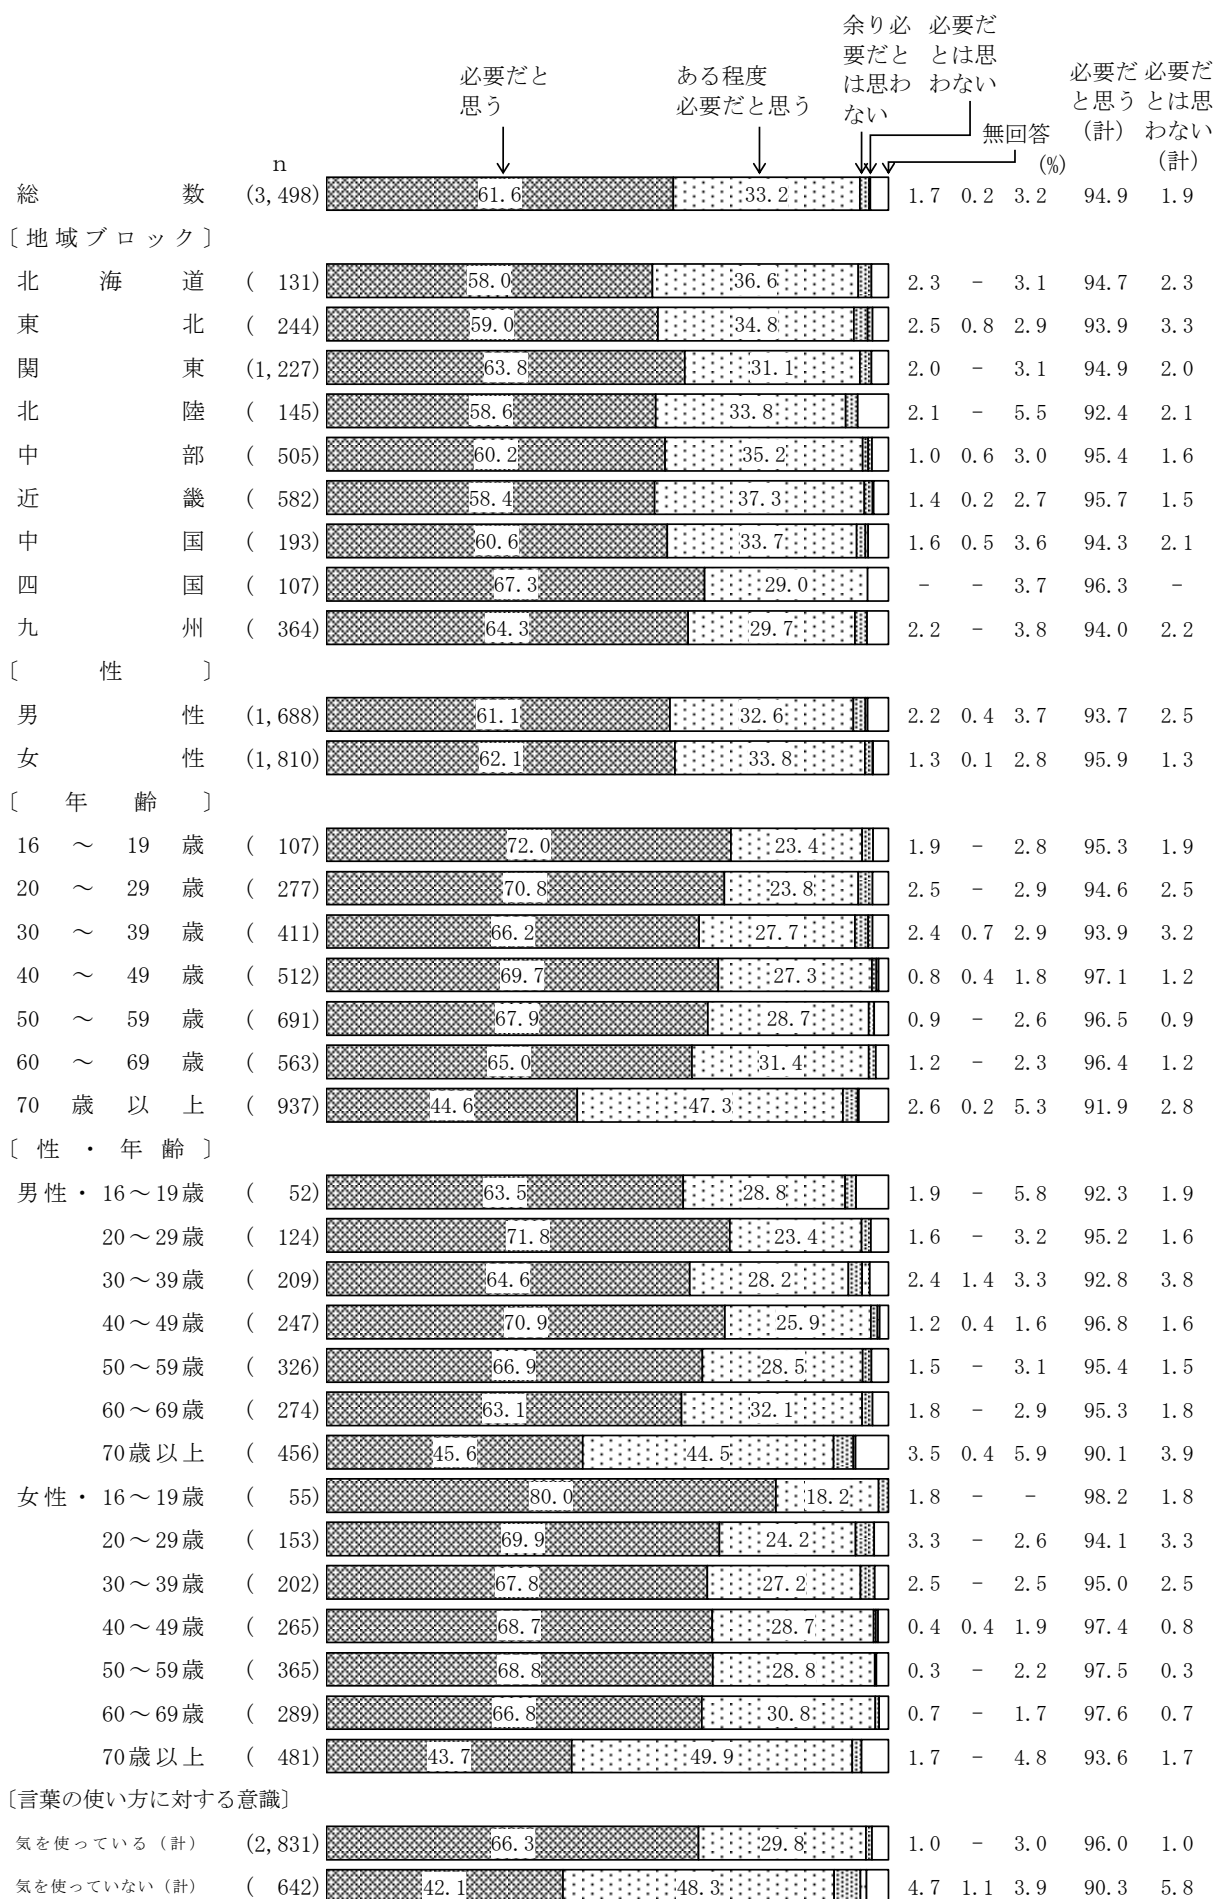 余り必 必要だ
要だと とは思
必要だと ある程度 は思わ わない 必要だ 必要だ
思う 必要だと思う ない と思う とは思
無回答 (計) わない
n (%) (計)
総数 (3,498) 61.6 33.2 1.7 0.2 3.2 94.9 1.9
〔地域ブロック〕
北海道 (131) 58.0 36.6 2.3 － 3.1 94.7 2.3
東北 (244) 59.0 34.8 2.5 0.8 2.9 93.9 3.3
関東 (1,227) 63.8 31.1 2.0 － 3.1 94.9 2.0
北陸 (145) 58.6 33.8 2.1 － 5.5 92.4 2.1
中部 (505) 60.2 35.2 1.0 0.6 3.0 95.4 1.6
近畿 (582) 58.4 37.3 1.4 0.2 2.7 95.7 1.5
中国 (193) 60.6 33.7 1.6 0.5 3.6 94.3 2.1
四国 (107) 67.3 29.0 － － 3.7 96.3 －
九州 (364) 64.3 29.7 2.2 － 3.8 94.0 2.2
〔性〕
男性 (1,688) 61.1 32.6 2.2 0.4 3.7 93.7 2.5
女性 (1,810) 62.1 33.8 1.3 0.1 2.8 95.9 1.3
〔年齢〕
16～19歳 (107) 72.0 23.4 1.9 － 2.8 95.3 1.9
20～29歳 (277) 70.8 23.8 2.5 － 2.9 94.6 2.5
30～39歳 (411) 66.2 27.7 2.4 0.7 2.9 93.9 3.2
40～49歳 (512) 69.7 27.3 0.8 0.4 1.8 97.1 1.2
50～59歳 (691) 67.9 28.7 0.9 － 2.6 96.5 0.9
60～69歳 (563) 65.0 31.4 1.2 － 2.3 96.4 1.2
70歳以上 (937) 44.6 47.3 2.6 0.2 5.3 91.9 2.8
〔性・年齢〕
男性・16～19歳 (52) 63.5 28.8 1.9 － 5.8 92.3 1.9
20～29歳 (124) 71.8 23.4 1.6 － 3.2 95.2 1.6
30～39歳 (209) 64.6 28.2 2.4 1.4 3.3 92.8 3.8
40～49歳 (247) 70.9 25.9 1.2 0.4 1.6 96.8 1.6
50～59歳 (326) 66.9 28.5 1.5 － 3.1 95.4 1.5
60～69歳 (274) 63.1 32.1 1.8 － 2.9 95.3 1.8
70歳以上 (456) 45.6 44.5 3.5 0.4 5.9 90.1 3.9
女性・16～19歳 (55) 80.0 18.2 1.8 － － 98.2 1.8
20～29歳 (153) 69.9 24.2 3.3 － 2.6 94.1 3.3
30～39歳 (202) 67.8 27.2 2.5 － 2.5 95.0 2.5
40～49歳 (265) 68.7 28.7 0.4 0.4 1.9 97.4 0.8
50～59歳 (365) 68.8 28.8 0.3 － 2.2 97.5 0.3
60～69歳 (289) 66.8 30.8 0.7 － 1.7 97.6 0.7
70歳以上 (481) 43.7 49.9 1.7 － 4.8 93.6 1.7
〔言葉の使い方に対する意識〕
気を使っている（計） (2,831) 66.3 29.8 1.0 － 3.0 96.0 1.0
気を使っていない（計） (642) 42.1 48.3 4.7 1.1 3.9 90.3 5.8